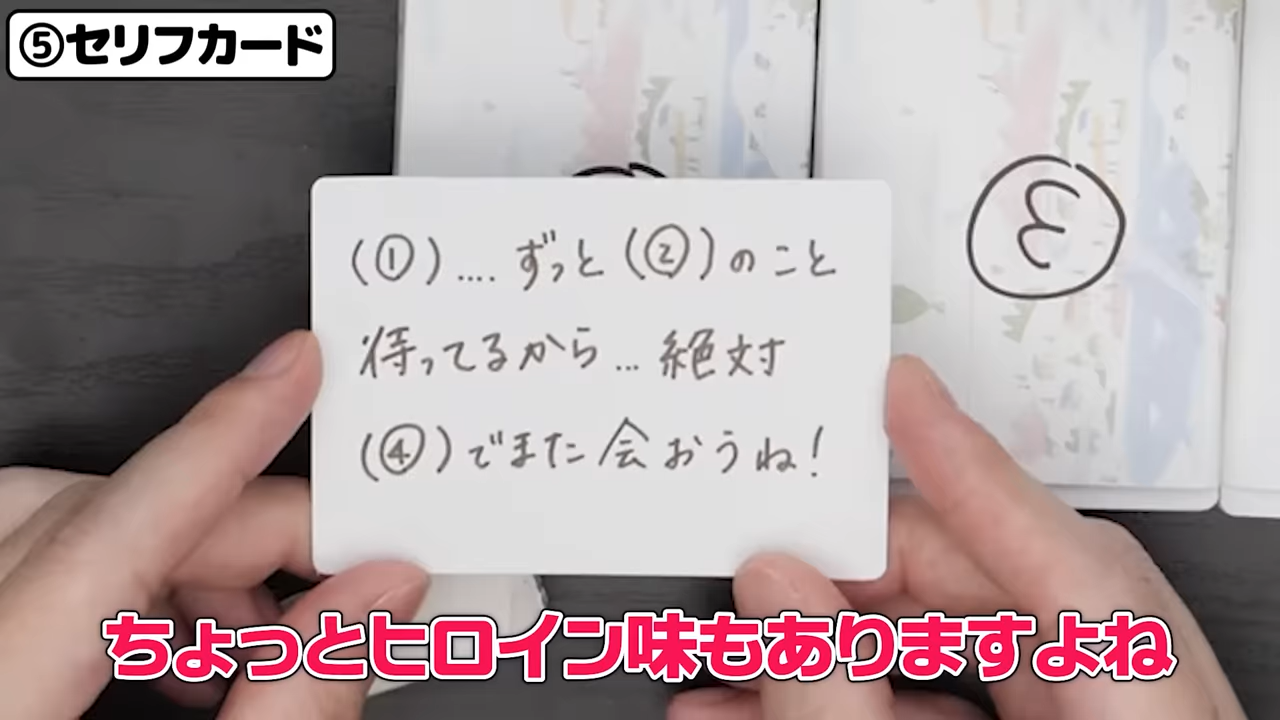 ⑤セリフカード
③
(①)....ずっと(②)のこと
待ってるから...絶対
(④)でまた会おうね!
ちょっとヒロイン味もありますよね